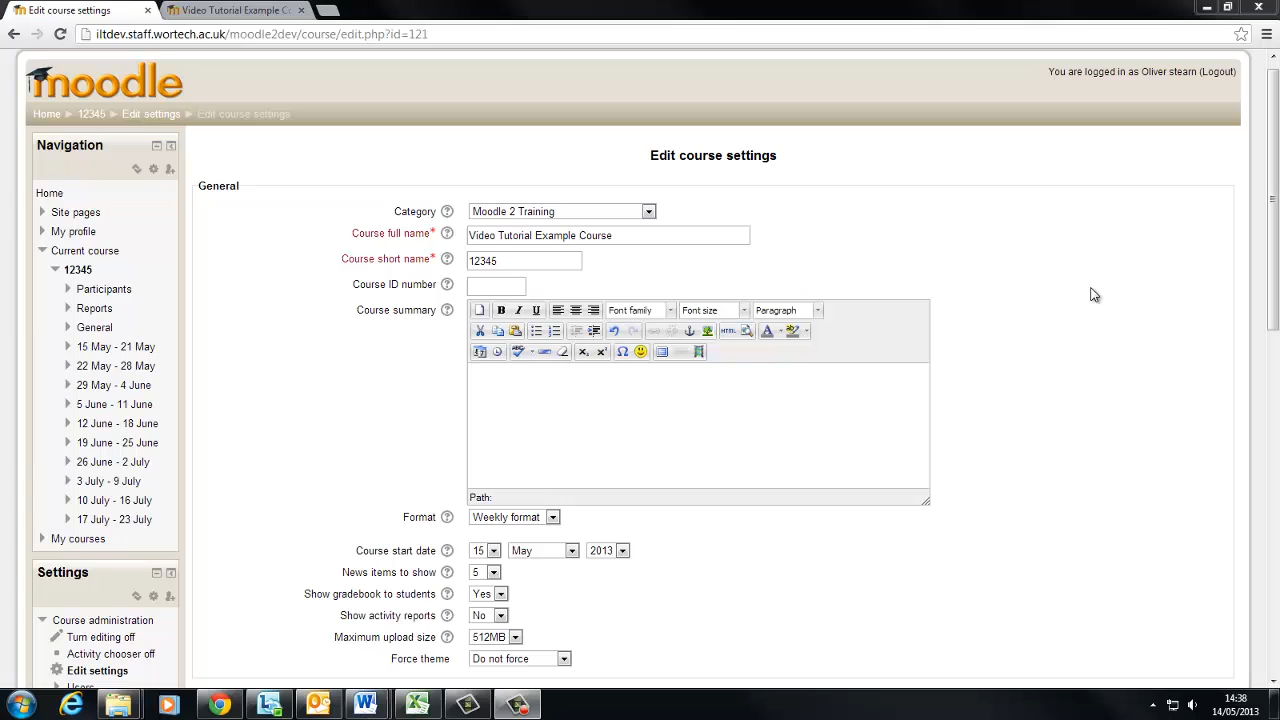 Edit course settings
Video Tutorial Example Co
iltdev.staff.wortech.ac.uk/moodle2dev/course/edit.php?id=121
moodle
You are logged in as Oliver stearn (Logout)
Home 12345 Edit settings Edit course settings
Navigation
Home
Site pages
My profile
Current course
12345
Participants
Reports
General
15 May - 21 May
22 May - 28 May
29 May - 4 June
5 June - 11 June
12 June - 18 June
19 June - 25 June
26 June - 2 July
3 July - 9 July
10 July - 16 July
17 July - 23 July
My courses
Settings
Course administration
Turn editing off
Activity chooser off
Edit settings
Users
Edit course settings
General
Category Moodle 2 Training
Course full name* Video Tutorial Example Course
Course short name* 12345
Course ID number
Course summary
B I U Font family Font size Paragraph
HTML A ab
Path:
Format Weekly format
Course start date 15 May 2013
News items to show 5
Show gradebook to students Yes
Show activity reports No
Maximum upload size 512MB
Force theme Do not force
14:38
14/05/2013